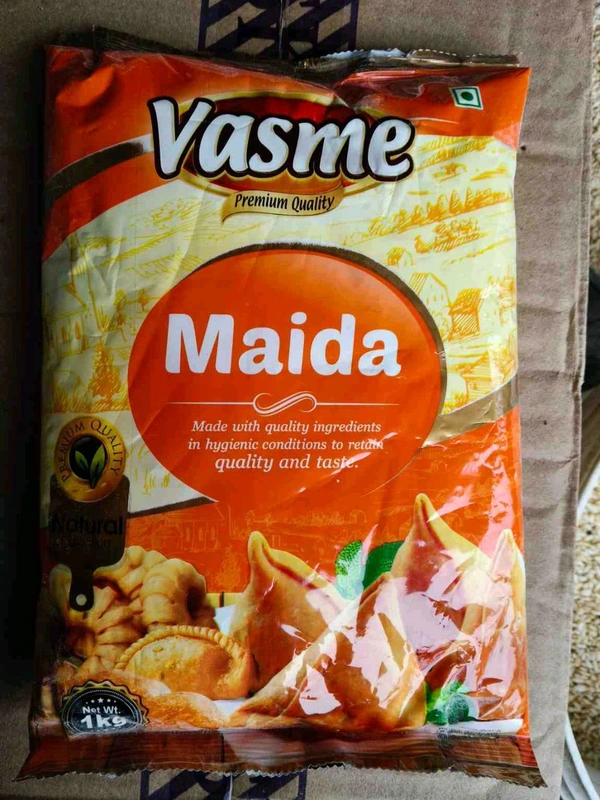 Vasme
Premium Quality
Maida
Made with quality ingredients
in hygienic conditions to retain
quality and taste.
PREMIUM QUALITY
Natural
Net Wt.
1kg